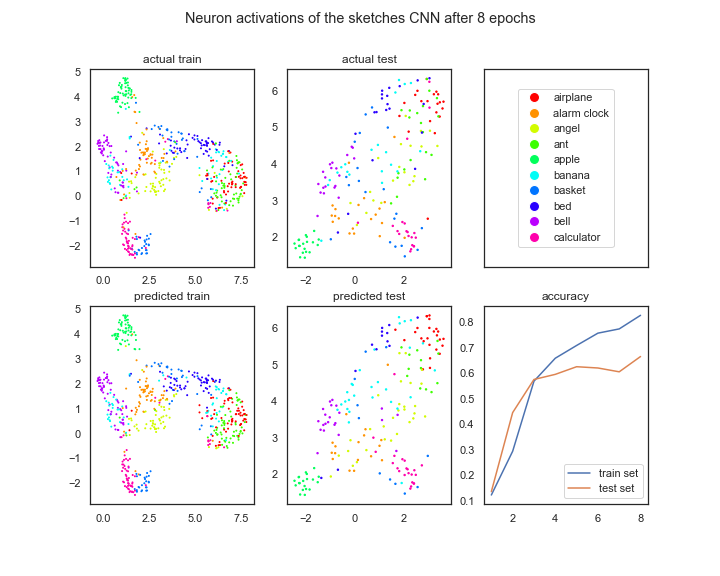 Neuron activations of the sketches CNN after 8 epochs
actual train
5
4
3
2
1
0
−1
−2
0.0 2.5 5.0 7.5
actual test
6
5
4
3
2
−2 0 2
airplane
alarm clock
angel
ant
apple
banana
basket
bed
bell
calculator
predicted train
5
4
3
2
1
0
−1
−2
0.0 2.5 5.0 7.5
predicted test
6
5
4
3
2
−2 0 2
accuracy
0.8
0.7
0.6
0.5
0.4
0.3
0.2
0.1
train set
test set
2 4 6 8